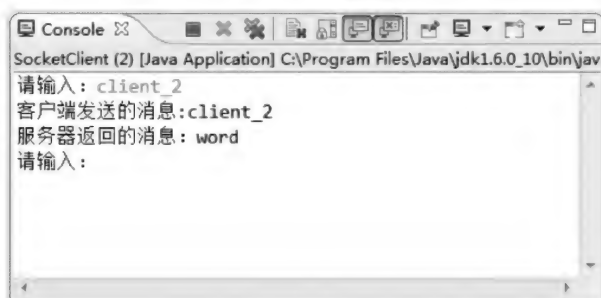 Console
SocketClient (2) [Java Application] C:\Program Files\Java\jdk1.6.0_10\bin\jav
请输入: client_2
客户端发送的消息:client_2
服务器返回的消息: word
请输入: